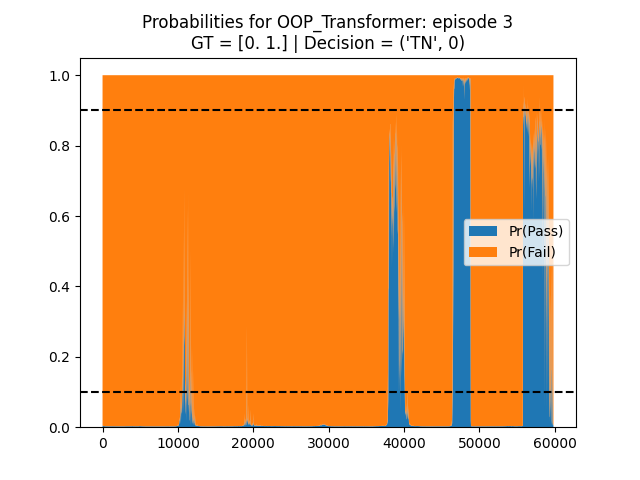 Probabilities for OOP_Transformer: episode 3
GT = [0. 1.] | Decision = ('TN', 0)
1.0
0.8
0.6
0.4
0.2
0.0
Pr(Pass)
Pr(Fail)
0 10000 20000 30000 40000 50000 60000